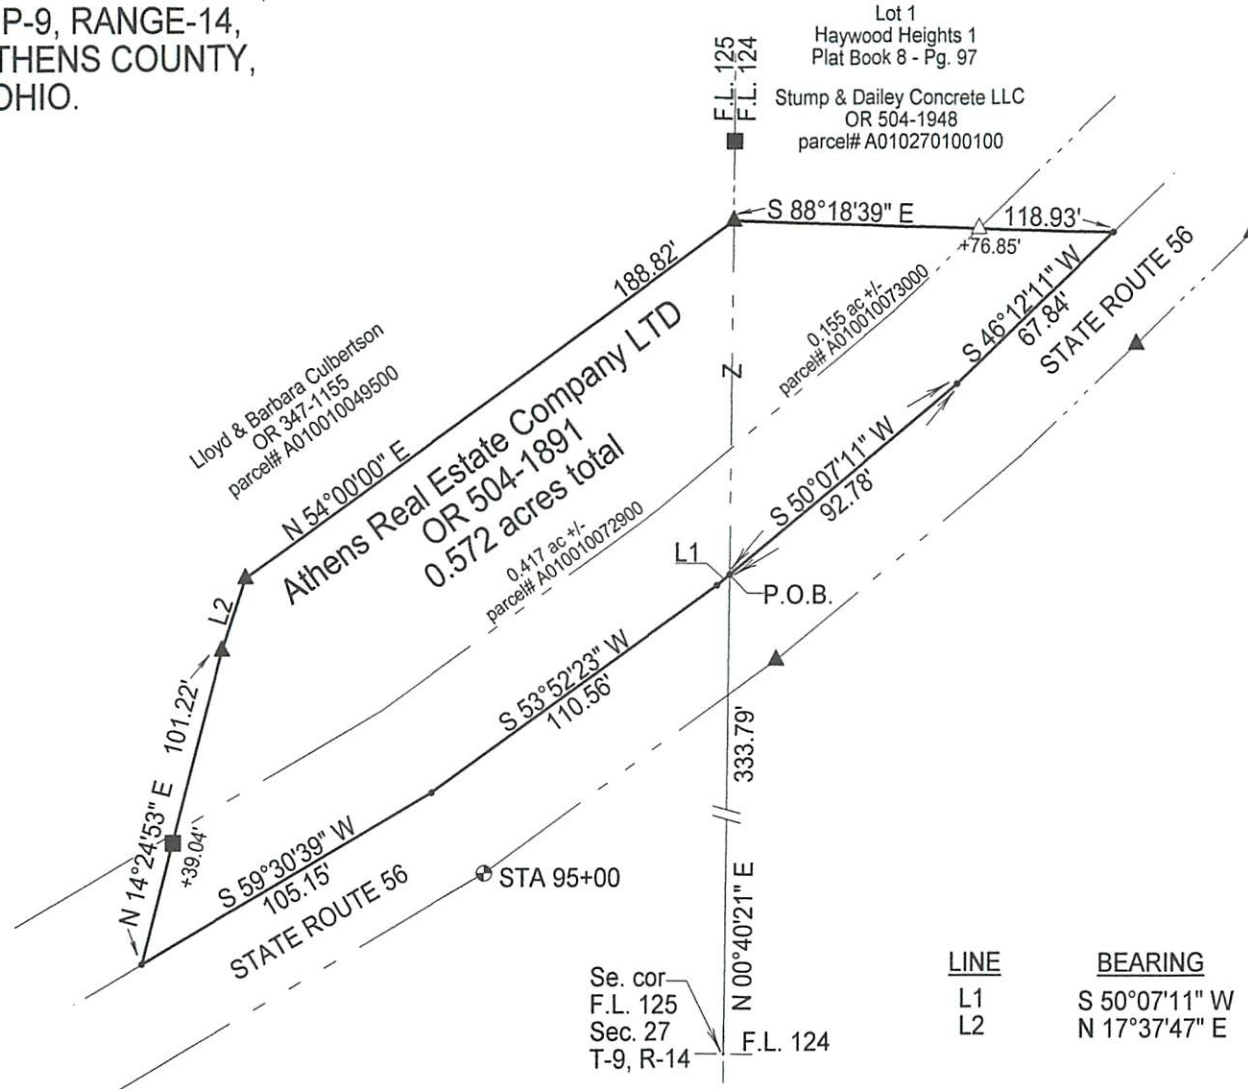 P-9, RANGE-14,
THENS COUNTY,
OHIO.
Lot 1
Haywood Heights 1
Plat Book 8 - Pg. 97
Stump & Dailey Concrete LLC
OR 504-1948
parcel# A010270100100
F.L. 125
F.L. 124
S 88°18'39" E
118.93'
+76.85'
188.82'
S 46°12'11" W
67.84'
STATE ROUTE 56
0.155 ac +/-
parcel# A010010073000
Lloyd & Barbara Culbertson
OR 347-1155
parcel# A010010049500
N 54°00'00" E
Athens Real Estate Company LTD
OR 504-1891
0.572 acres total
Z
S 50°07'11" W
92.78'
0.417 ac +/-
parcel# A010010072900
L1
P.O.B.
L2
S 53°52'23" W
110.56'
101.22'
N 14°24'53" E
+39.04'
333.79'
S 59°30'39" W
105.15'
STATE ROUTE 56
STA 95+00
N 00°40'21" E
Se. cor
F.L. 125
Sec. 27
T-9, R-14
F.L. 124
LINE BEARING
L1 S 50°07'11" W
L2 N 17°37'47" E